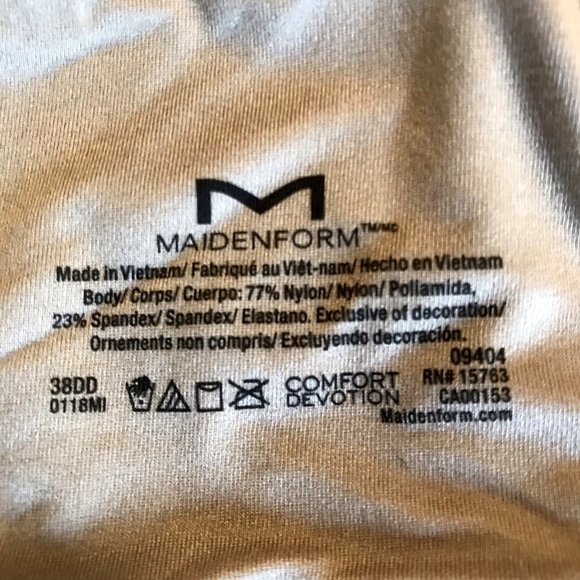 M
MAIDENFORM™/MD
Made in Vietnam/ Fabriqué au Viêt-nam/ Hecho en Vietnam
Body/ Corps/ Cuerpo: 77% Nylon/ Nylon/ Poliamida,
23% Spandex/ Spandex/ Elastano. Exclusive of decoration/
Ornements non compris/ Excluyendo decoración.
09404
38DD COMFORT RN# 15763
0118MI DEVOTION CA00153
Maidenform.com